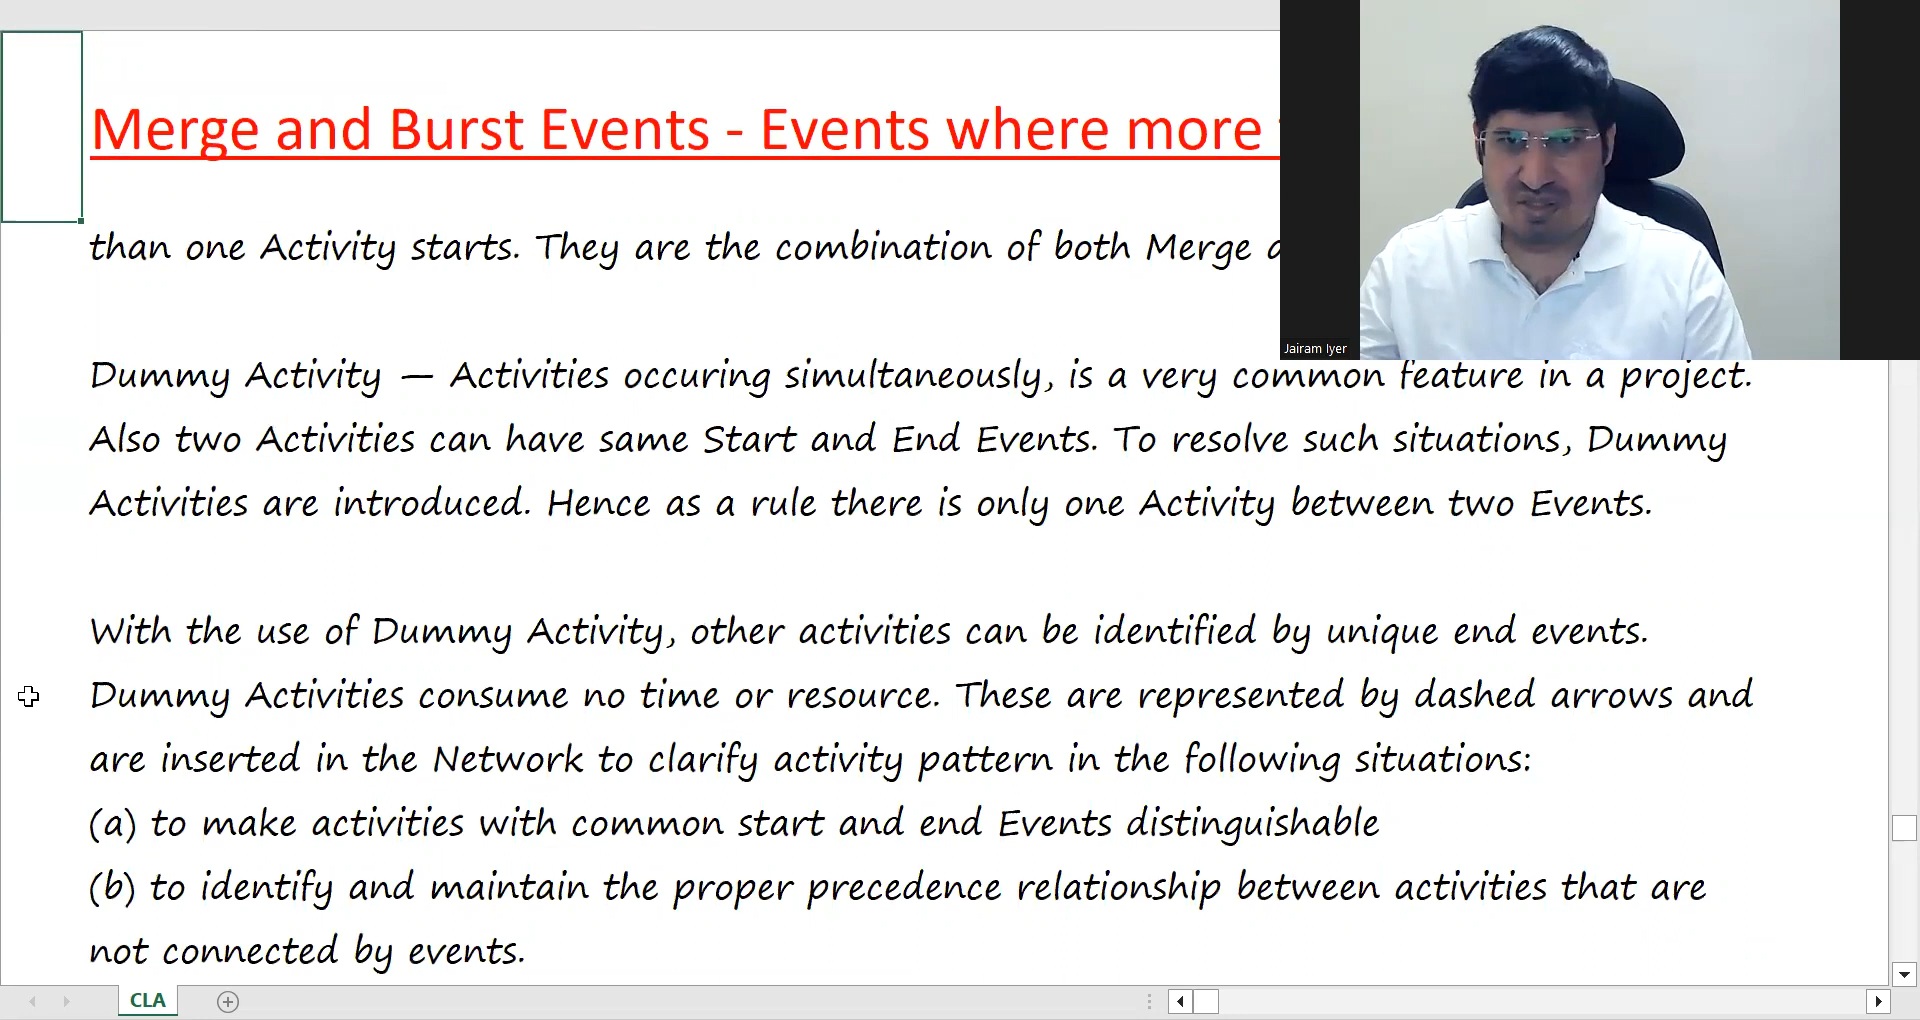 Merge and Burst Events - Events where more
than one Activity starts. They are the combination of both Merge
Jairam Iyer
Dummy Activity — Activities occuring simultaneously, is a very common feature in a project.
Also two Activities can have same Start and End Events. To resolve such situations, Dummy
Activities are introduced. Hence as a rule there is only one Activity between two Events.
With the use of Dummy Activity, other activities can be identified by unique end events.
Dummy Activities consume no time or resource. These are represented by dashed arrows and
are inserted in the Network to clarify activity pattern in the following situations:
(a) to make activities with common start and end Events distinguishable
(b) to identify and maintain the proper precedence relationship between activities that are
not connected by events.
CLA